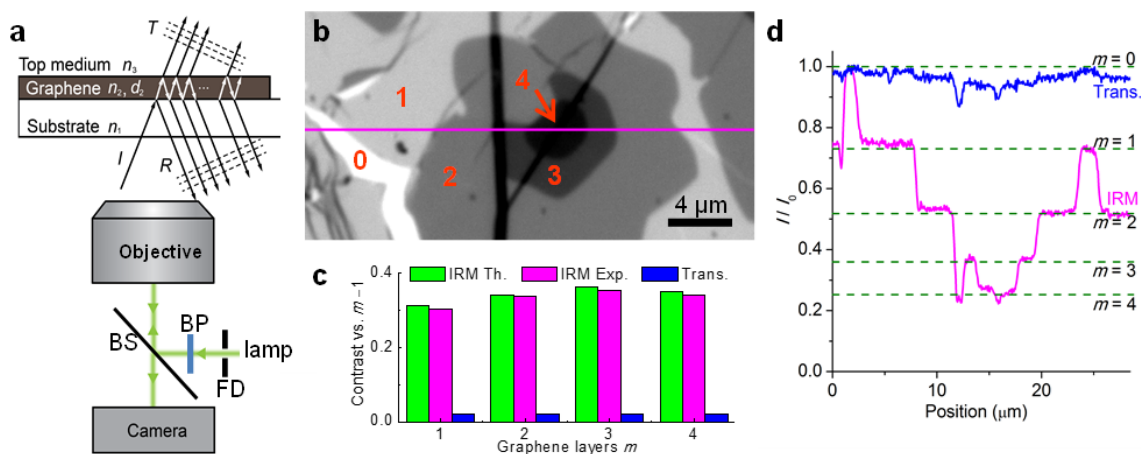 a
T
Top medium n3
Graphene n2, d2
...
Substrate n1
I
R
Objective
BS
BP
lamp
FD
Camera
b
1
4
0
2
3
4 μm
c
IRM Th. IRM Exp. Trans.
0.4
0.2
0.0
Contrast vs. m−1
1 2 3 4
Graphene layers m
d
1.0
0.8
0.6
0.4
0.2
0.0
I / I0
m = 0
Trans.
m = 1
IRM
m = 2
m = 3
m = 4
0 10 20
Position (μm)